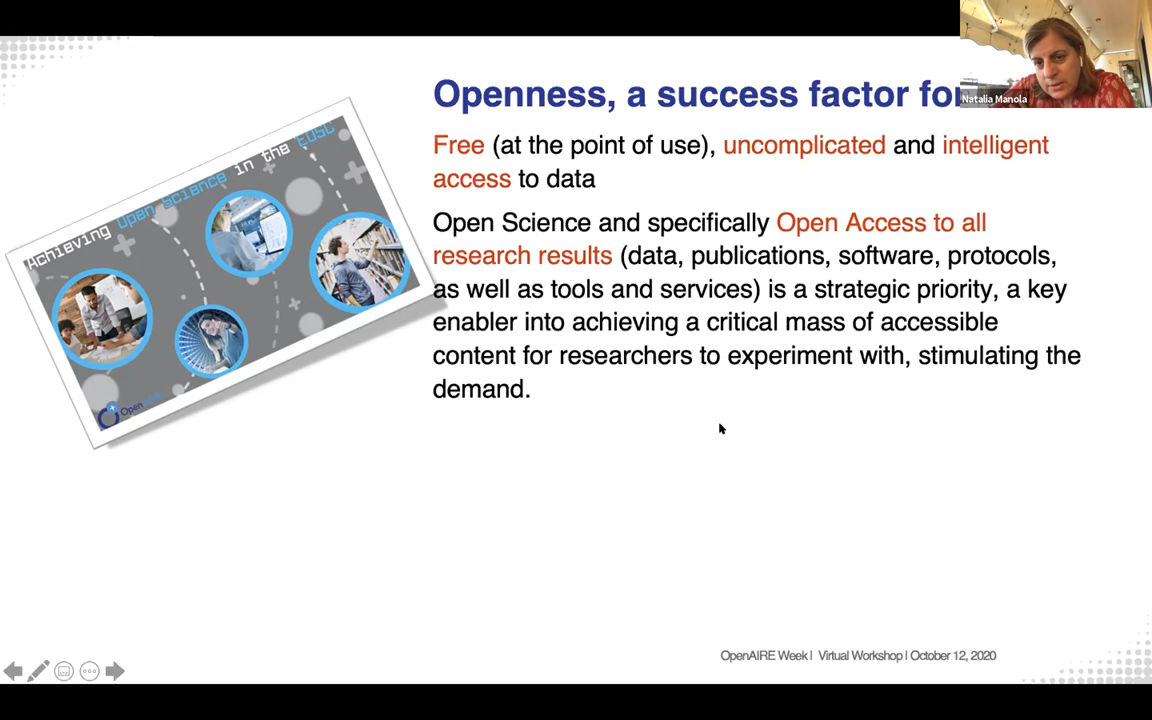 Natalia Manola
Openness, a success factor for
Free (at the point of use), uncomplicated and intelligent
access to data
Achieving Open Science in the EOSC
Open Science and specifically Open Access to all
research results (data, publications, software, protocols,
as well as tools and services) is a strategic priority, a key
enabler into achieving a critical mass of accessible
content for researchers to experiment with, stimulating the
demand.
OpenAIRE
OpenAIRE Week | Virtual Workshop | October 12, 2020